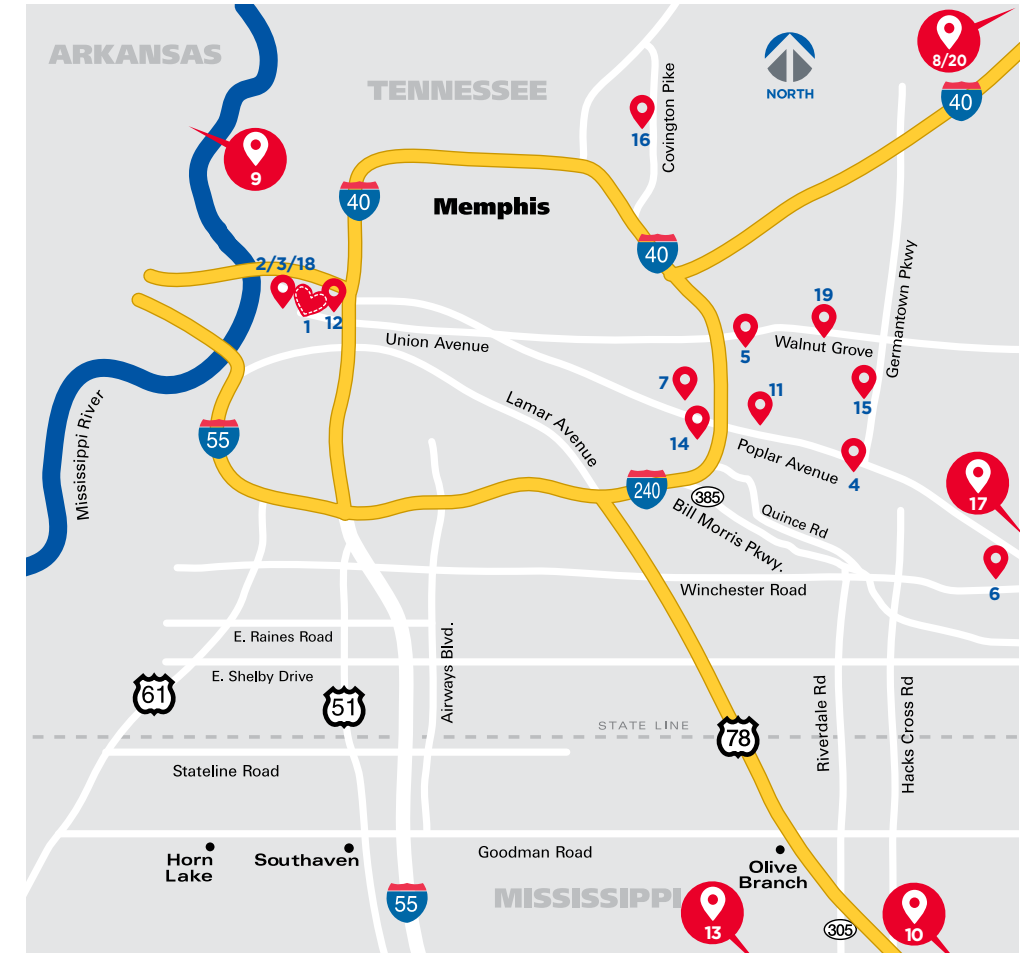 ARKANSAS
TENNESSEE
NORTH
8/20
40
16
Covington Pike
9
40
Memphis
40
Germantown Pkwy
2/3/18
1
12
19
5
Walnut Grove
Union Avenue
7
11
15
Lamar Avenue
14
Poplar Avenue
4
Mississippi River
55
240
385
17
Quince Rd
Bill Morris Pkwy.
6
Winchester Road
E. Raines Road
E. Shelby Drive
Airways Blvd.
61
51
STATE LINE
78
Riverdale Rd
Hacks Cross Rd
Stateline Road
Goodman Road
Horn
Lake
Southaven
Olive
Branch
MISSISSIPPI
55
13
305
10